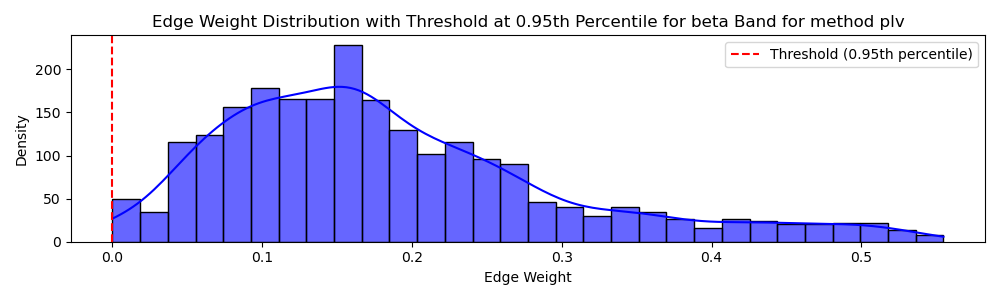 Edge Weight Distribution with Threshold at 0.95th Percentile for beta Band for method plv
Threshold (0.95th percentile)
Density
200
150
100
50
0
0.0 0.1 0.2 0.3 0.4 0.5
Edge Weight